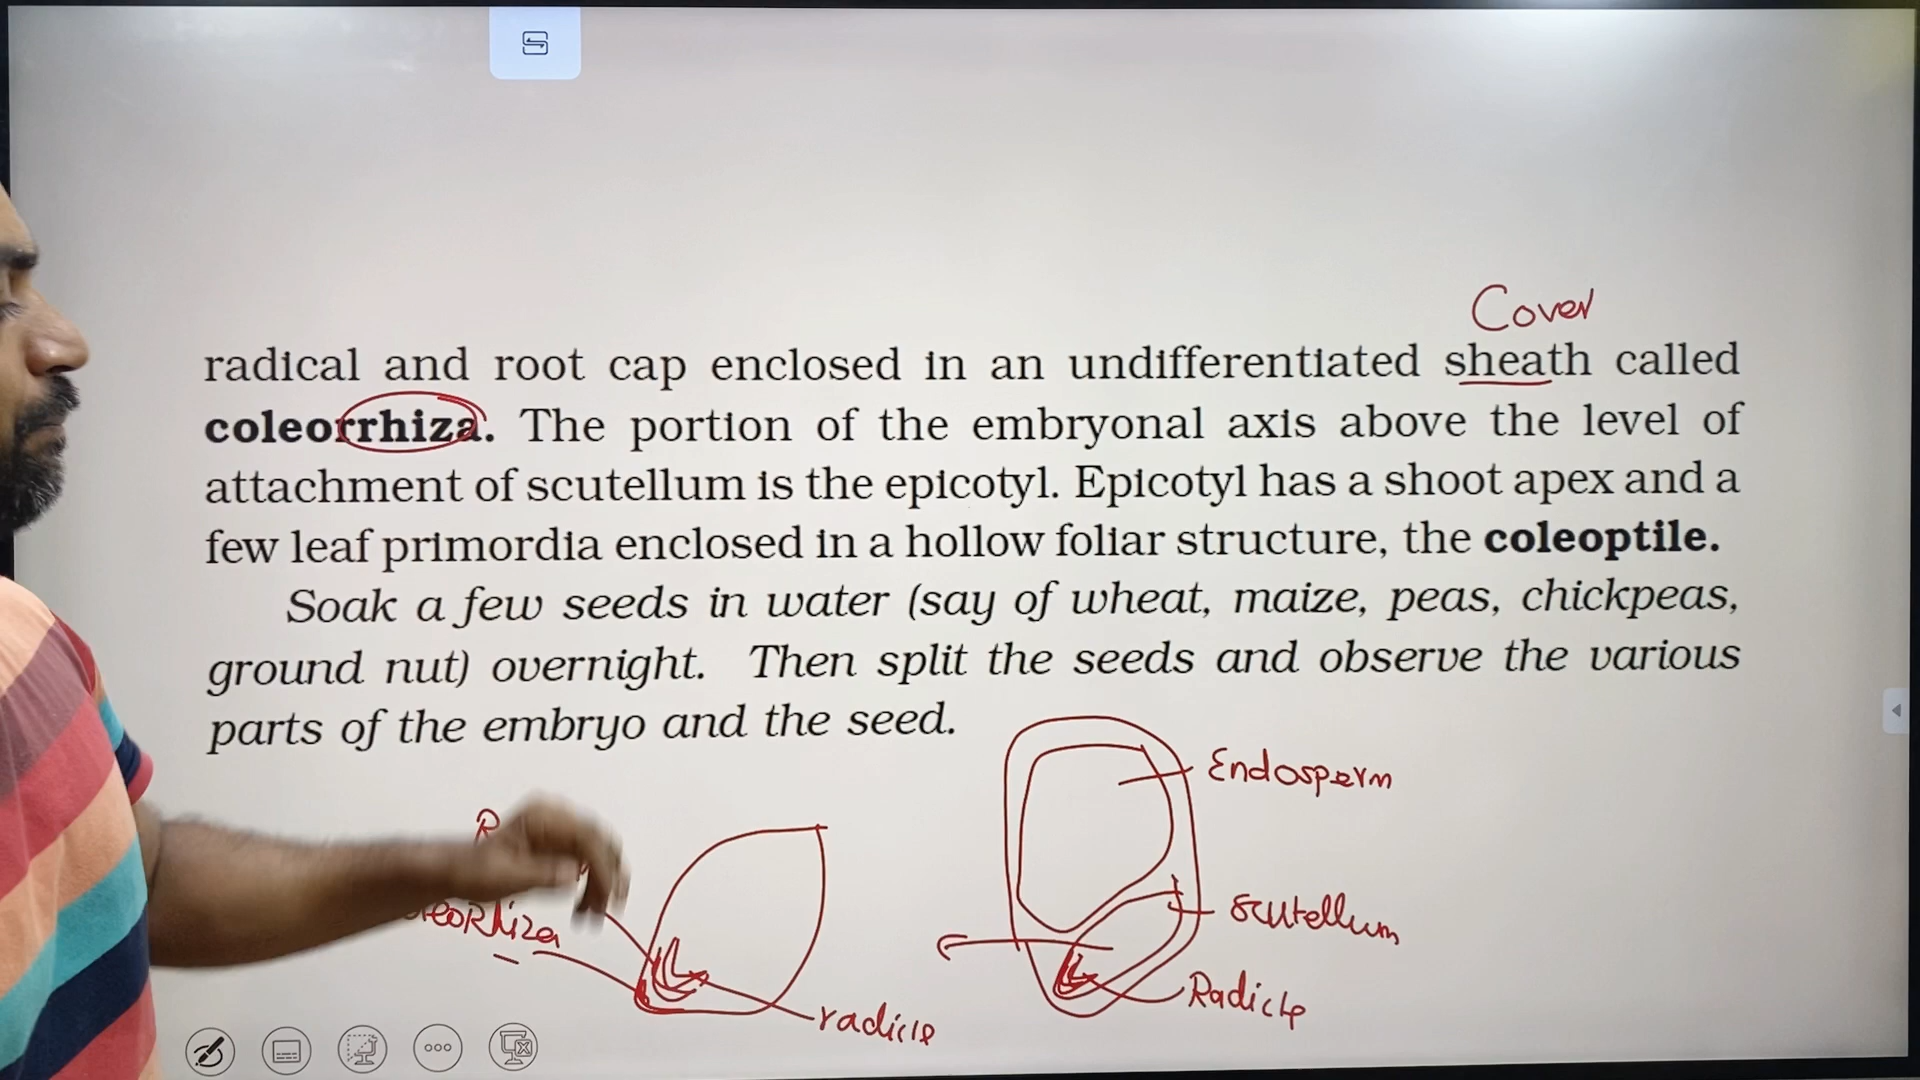 Cover
radical and root cap enclosed in an undifferentiated sheath called
coleorrhiza. The portion of the embryonal axis above the level of
attachment of scutellum is the epicotyl. Epicotyl has a shoot apex and a
few leaf primordia enclosed in a hollow foliar structure, the coleoptile.
Soak a few seeds in water (say of wheat, maize, peas, chickpeas,
ground nut) overnight. Then split the seeds and observe the various
parts of the embryo and the seed.
Endosperm
Scutellum
Radicle
radicle